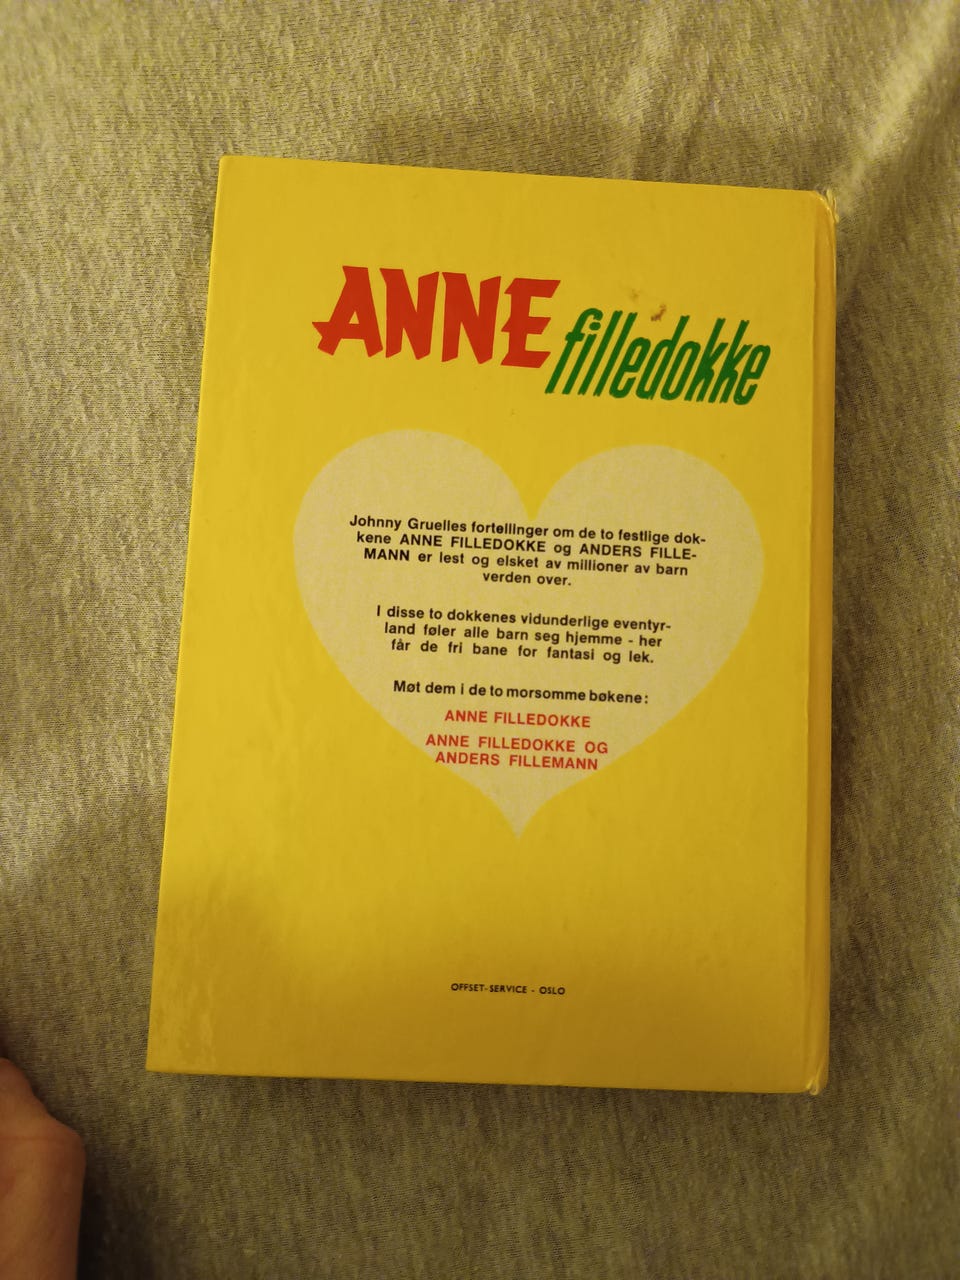 ANNE filledokke
Johnny Gruelles fortellinger om de to festlige dok-
kene ANNE FILLEDOKKE og ANDERS FILLE-
MANN er lest og elsket av millioner av barn
verden over.
I disse to dokkenes vidunderlige eventyr-
land føler alle barn seg hjemme - her
får de fri bane for fantasi og lek.
Møt dem i de to morsomme bøkene:
ANNE FILLEDOKKE
ANNE FILLEDOKKE OG
ANDERS FILLEMANN
OFFSET-SERVICE - OSLO